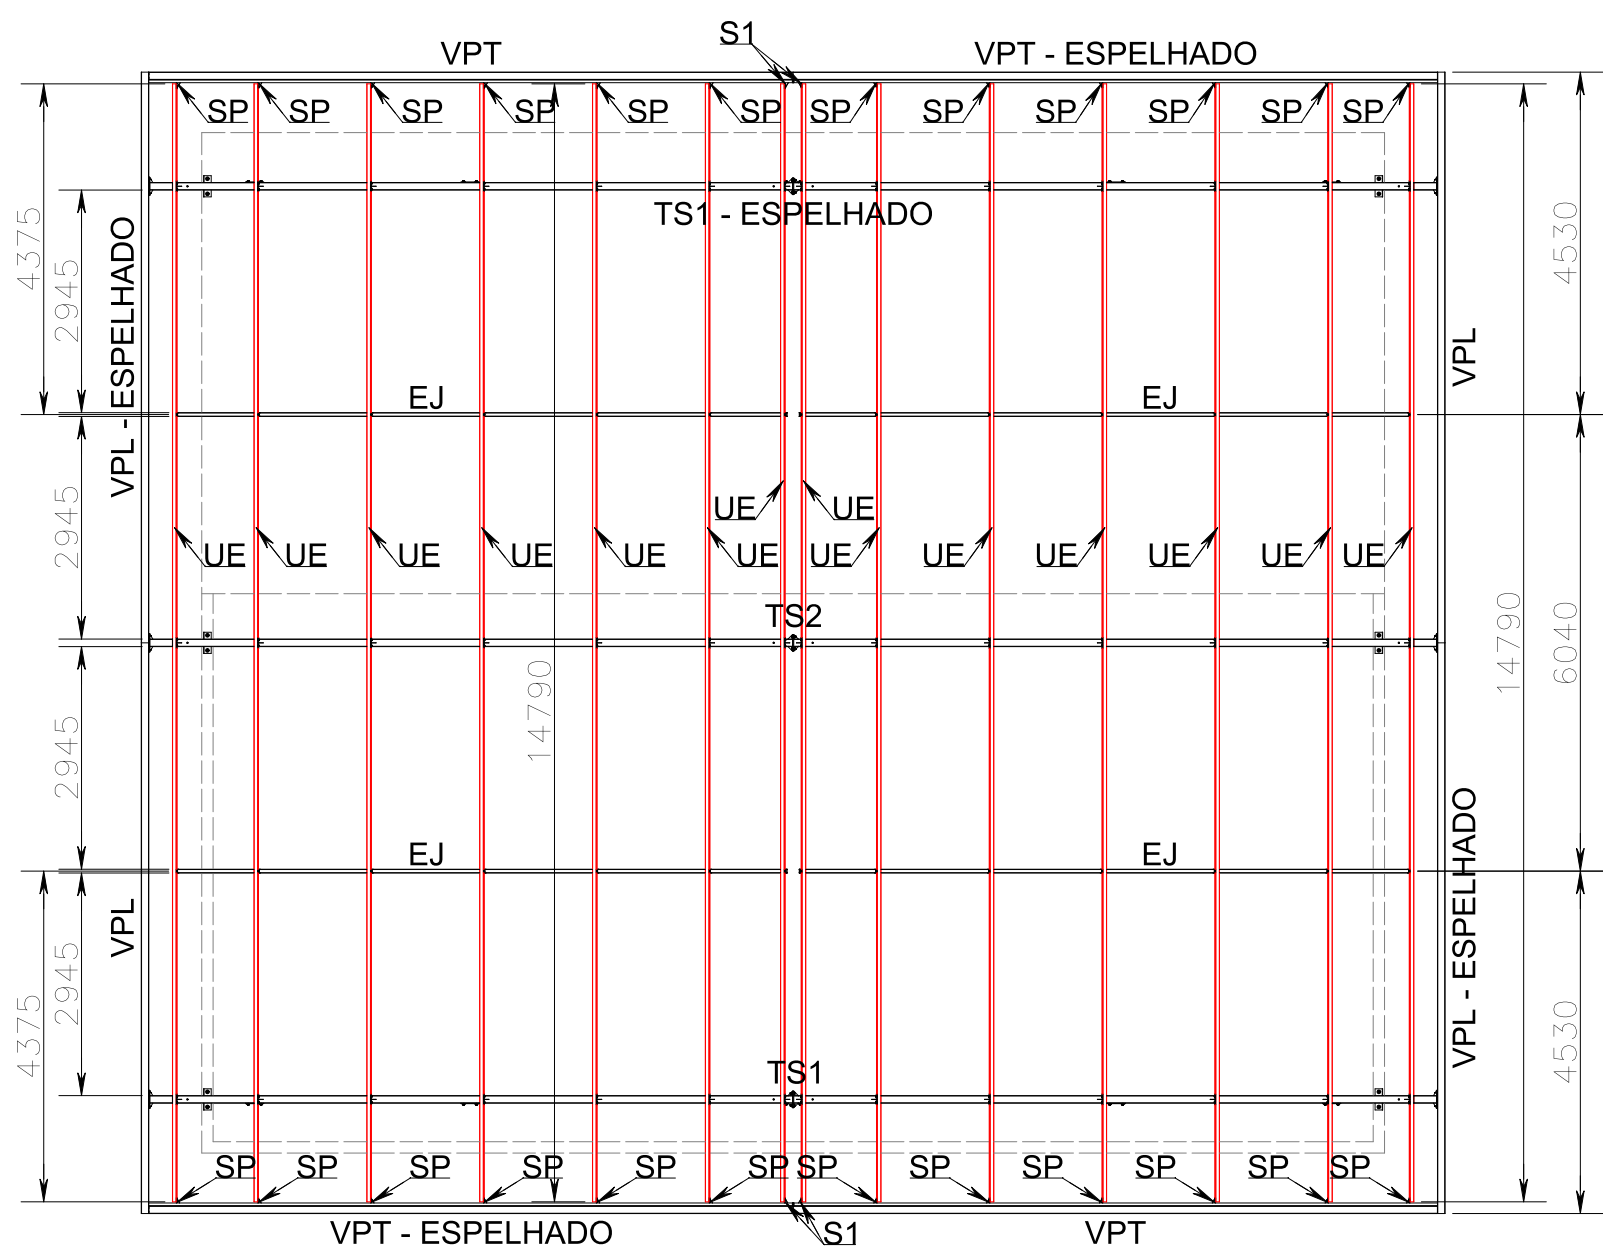 S1
VPT
VPT - ESPELHADO
SP SP SP SP SP SP SP SP SP SP SP SP
TS1 - ESPELHADO
4375
2945
VPL - ESPELHADO
4530
VPL
EJ
EJ
UE UE
UE UE UE UE UE UE UE UE UE UE UE UE
2945
TS2
14790
14790
6040
2945
EJ
EJ
VPL
VPL - ESPELHADO
2945
4375
4530
TS1
SP SP SP SP SP SP SP SP SP SP SP SP
VPT - ESPELHADO
S1
VPT